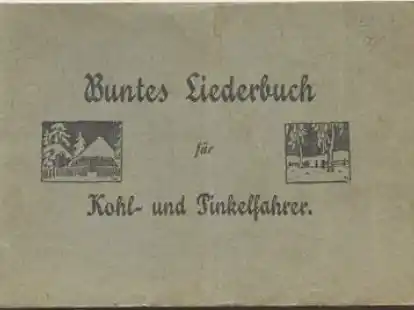 Buntes Liederbuch
für
Kohl- und Pinkelfahrer.